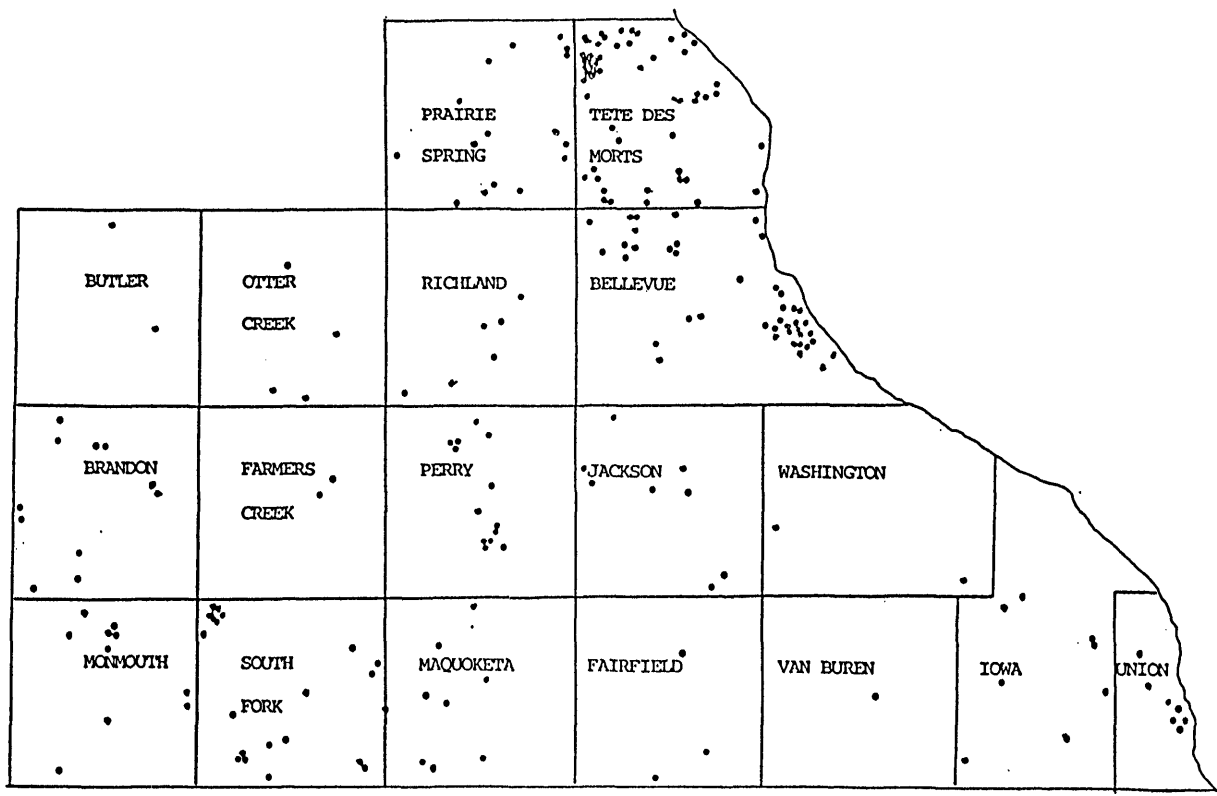 PRAIRIE
SPRING
TETE DES
MORTS
BUTLER
OTTER
CREEK
RICHLAND
BELLEVUE
BRANDON
FARMERS
CREEK
PERRY
JACKSON
WASHINGTON
MONMOUTH
SOUTH
FORK
MAQUOKETA
FAIRFIELD
VAN BUREN
IOWA
UNION